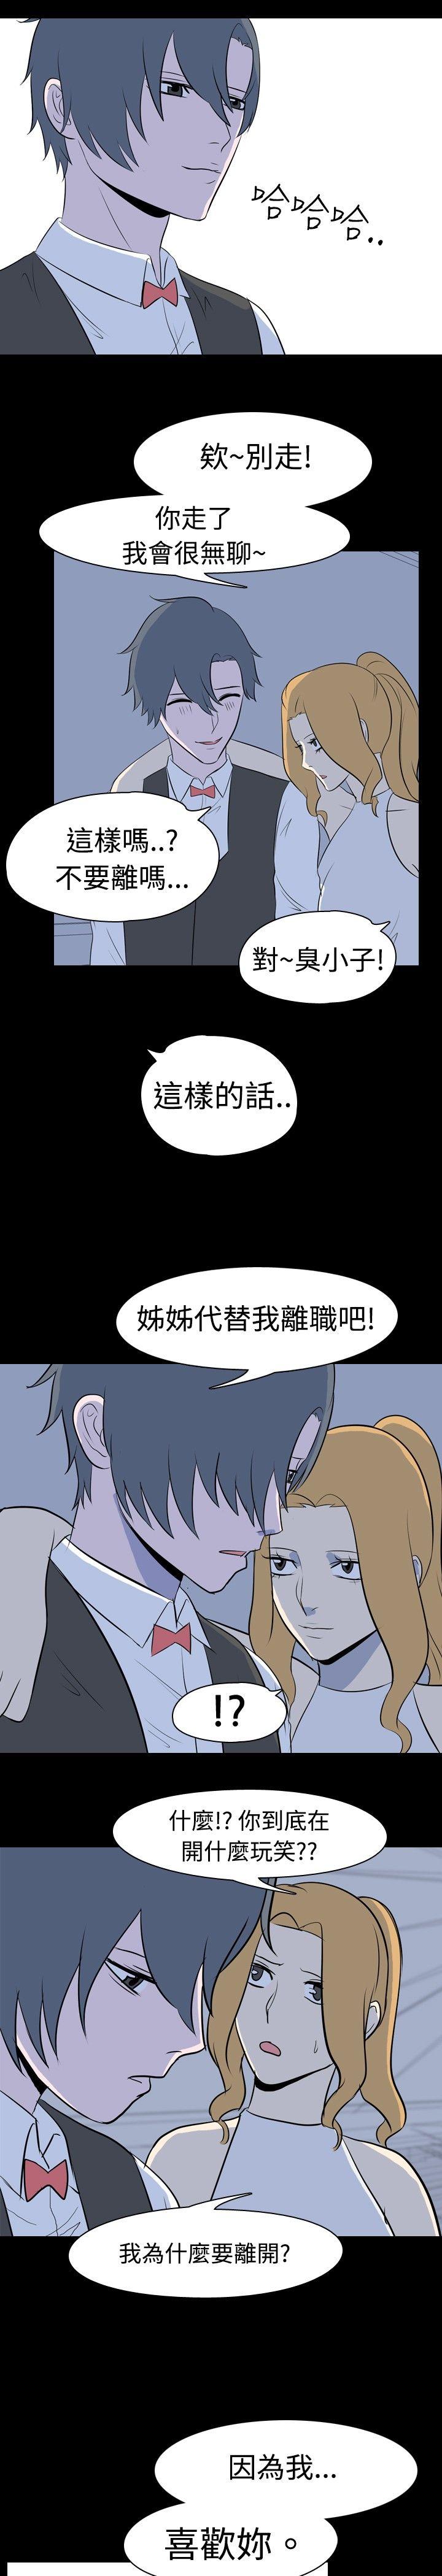 哈哈哈..
欸~別走!
你走了
我會很無聊~
這樣嗎..?
不要離嗎...
對~臭小子!
這樣的話..
姊姊代替我離職吧!
!?
什麼!? 你到底在
開什麼玩笑??
我為什麼要離開?
因為我...
喜歡妳。